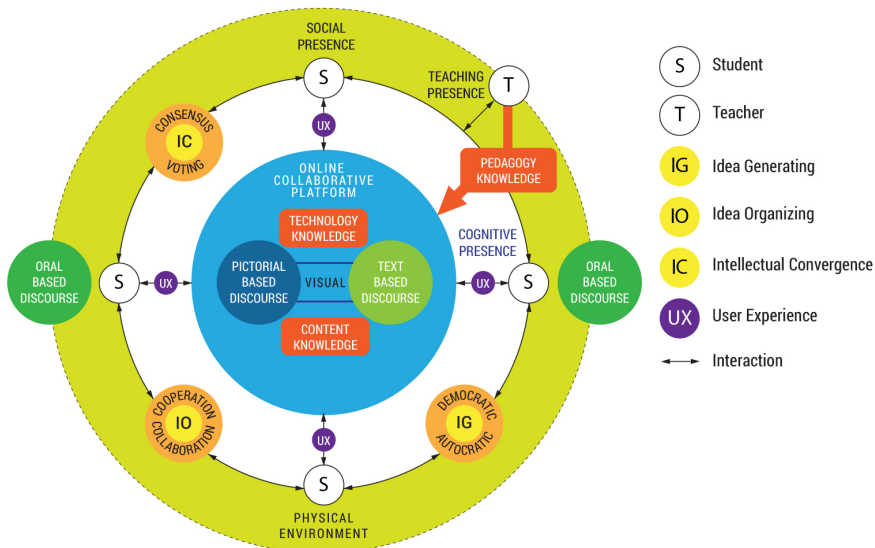 SOCIAL
PRESENCE
S
TEACHING
PRESENCE
T
UX
CONSENSUS
IC
VOTING
PEDAGOGY
KNOWLEDGE
ONLINE
COLLABORATIVE
PLATFORM
TECHNOLOGY
KNOWLEDGE
COGNITIVE
PRESENCE
ORAL
BASED
DISCOURSE
S
UX
PICTORIAL
BASED
DISCOURSE
VISUAL
TEXT
BASED
DISCOURSE
UX
S
ORAL
BASED
DISCOURSE
CONTENT
KNOWLEDGE
COOPERATION
IO
COLLABORATION
DEMOCRATIC
IG
AUTOCRATIC
UX
S
PHYSICAL
ENVIRONMENT
S Student
T Teacher
IG Idea Generating
IO Idea Organizing
IC Intellectual Convergence
UX User Experience
Interaction